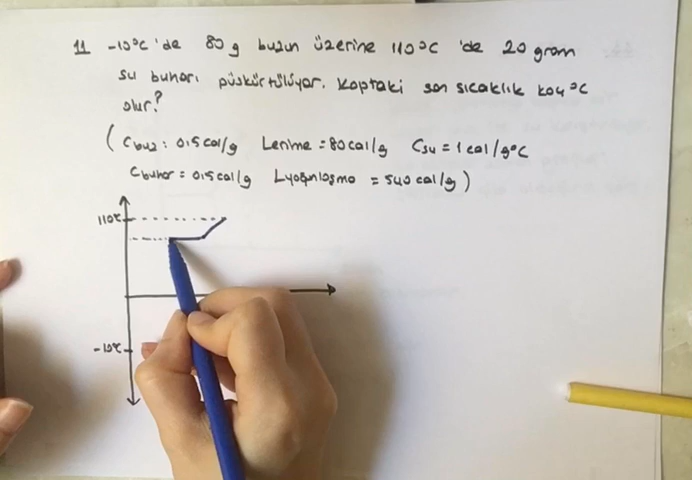 11 -10°C 'de 80 g buzun üzerine 110°C 'de 20 gram
su buharı püskürtülüyor. Kaptaki son sıcaklık kaç °C
olur?
(Cbuz: 0.5 cal/g Lerime = 80 cal/g Csu = 1 cal/g°C
Cbuhar = 0.5 cal/g Lyoğunlaşma = 540 cal/g)
110°C
-10°C